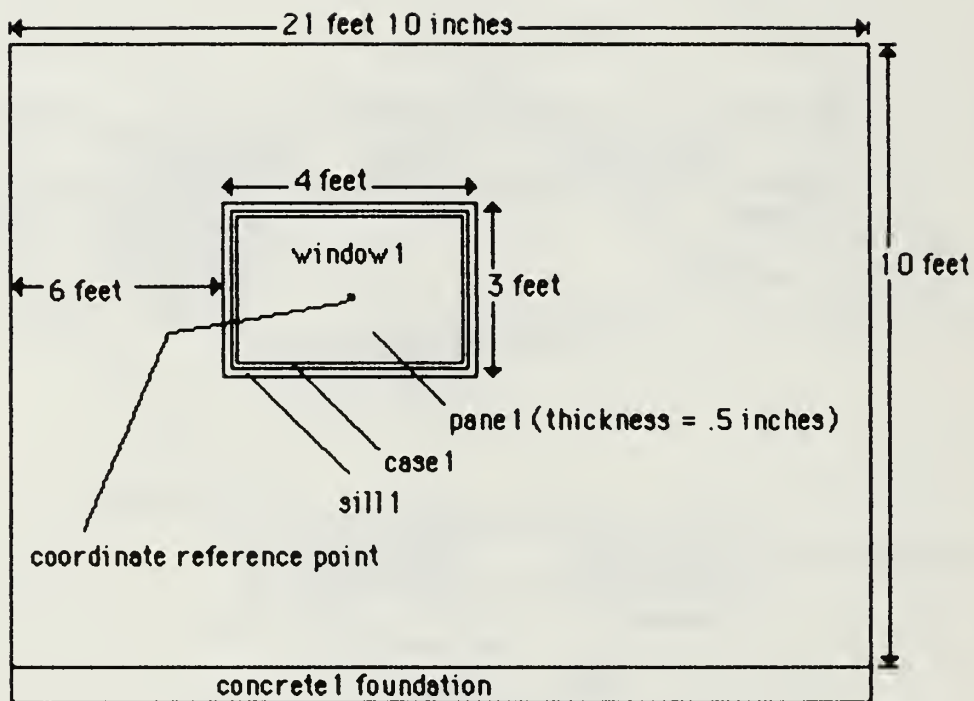 21 feet 10 inches
4 feet
window1
10 feet
6 feet
3 feet
pane1 (thickness = .5 inches)
case1
sill1
coordinate reference point
concrete1 foundation